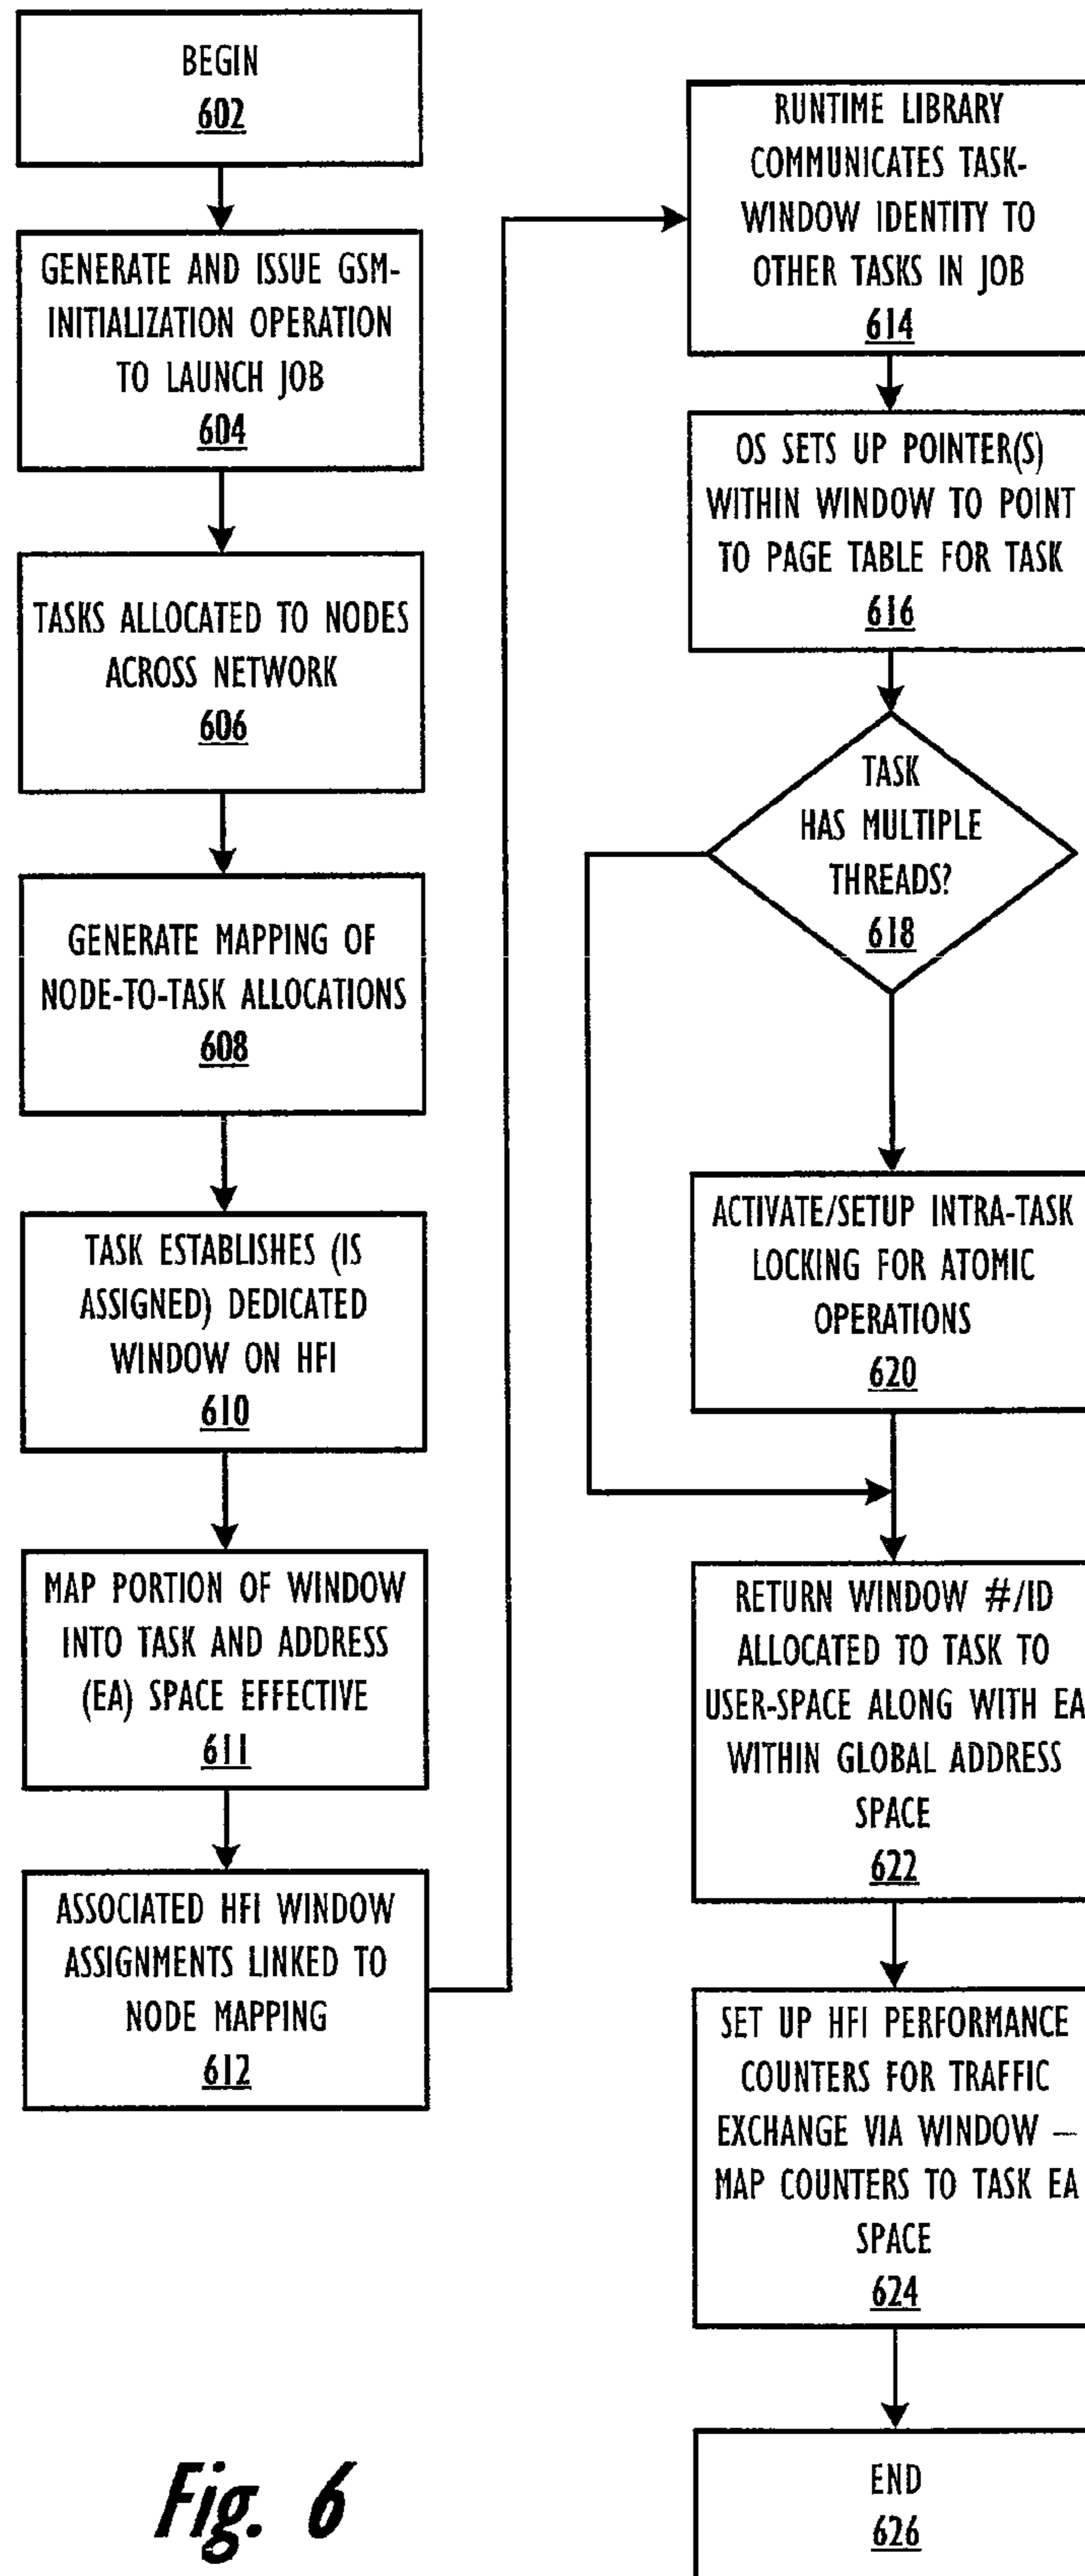 BEGIN
602
GENERATE AND ISSUE GSM-
INITIALIZATION OPERATION
TO LAUNCH JOB
604
TASKS ALLOCATED TO NODES
ACROSS NETWORK
606
GENERATE MAPPING OF
NODE-TO-TASK ALLOCATIONS
608
TASK ESTABLISHES (IS
ASSIGNED) DEDICATED
WINDOW ON HFI
610
MAP PORTION OF WINDOW
INTO TASK AND ADDRESS
(EA) SPACE EFFECTIVE
611
ASSOCIATED HFI WINDOW
ASSIGNMENTS LINKED TO
NODE MAPPING
612
RUNTIME LIBRARY
COMMUNICATES TASK-
WINDOW IDENTITY TO
OTHER TASKS IN JOB
614
OS SETS UP POINTER(S)
WITHIN WINDOW TO POINT
TO PAGE TABLE FOR TASK
616
TASK
HAS MULTIPLE
THREADS?
618
ACTIVATE/SETUP INTRA-TASK
LOCKING FOR ATOMIC
OPERATIONS
620
RETURN WINDOW #/ID
ALLOCATED TO TASK TO
USER-SPACE ALONG WITH EA
WITHIN GLOBAL ADDRESS
SPACE
622
SET UP HFI PERFORMANCE
COUNTERS FOR TRAFFIC
EXCHANGE VIA WINDOW —
MAP COUNTERS TO TASK EA
SPACE
624
END
626
Fig. 6